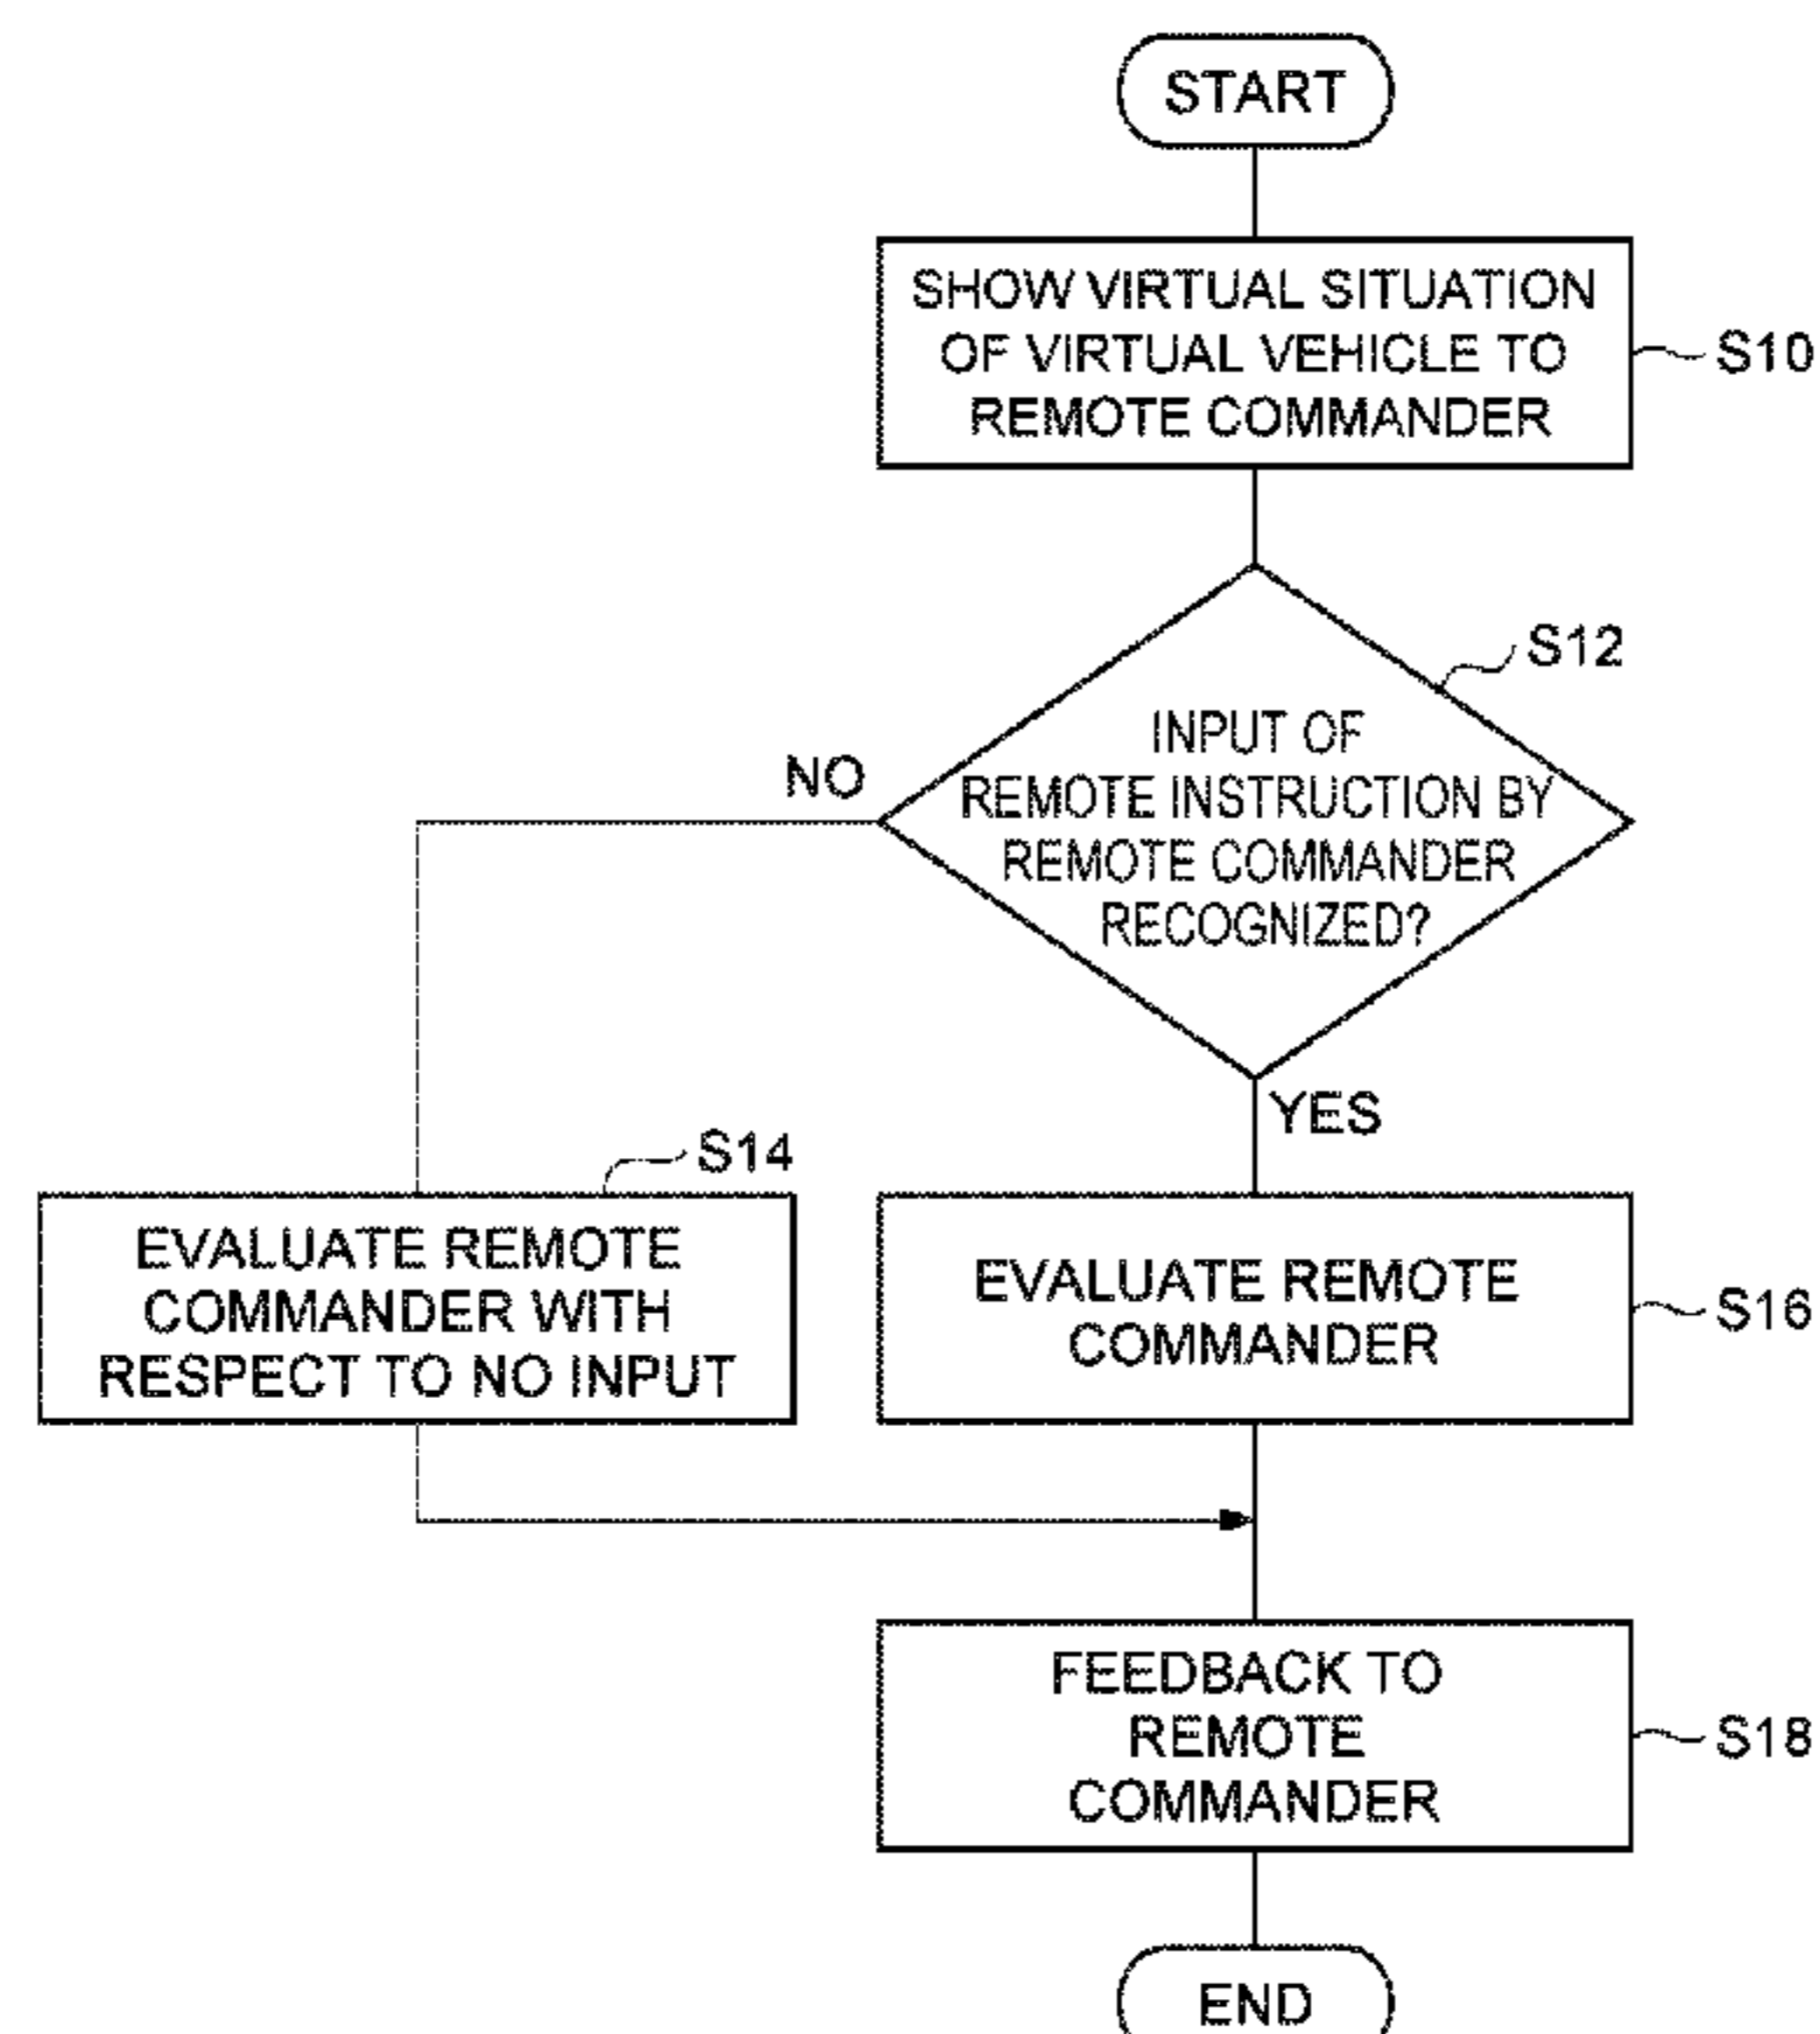 START
SHOW VIRTUAL SITUATION
OF VIRTUAL VEHICLE TO
REMOTE COMMANDER
S10
S12
INPUT OF
REMOTE INSTRUCTION BY
REMOTE COMMANDER
RECOGNIZED?
NO
YES
S14
EVALUATE REMOTE
COMMANDER WITH
RESPECT TO NO INPUT
EVALUATE REMOTE
COMMANDER
S16
FEEDBACK TO
REMOTE
COMMANDER
S18
END